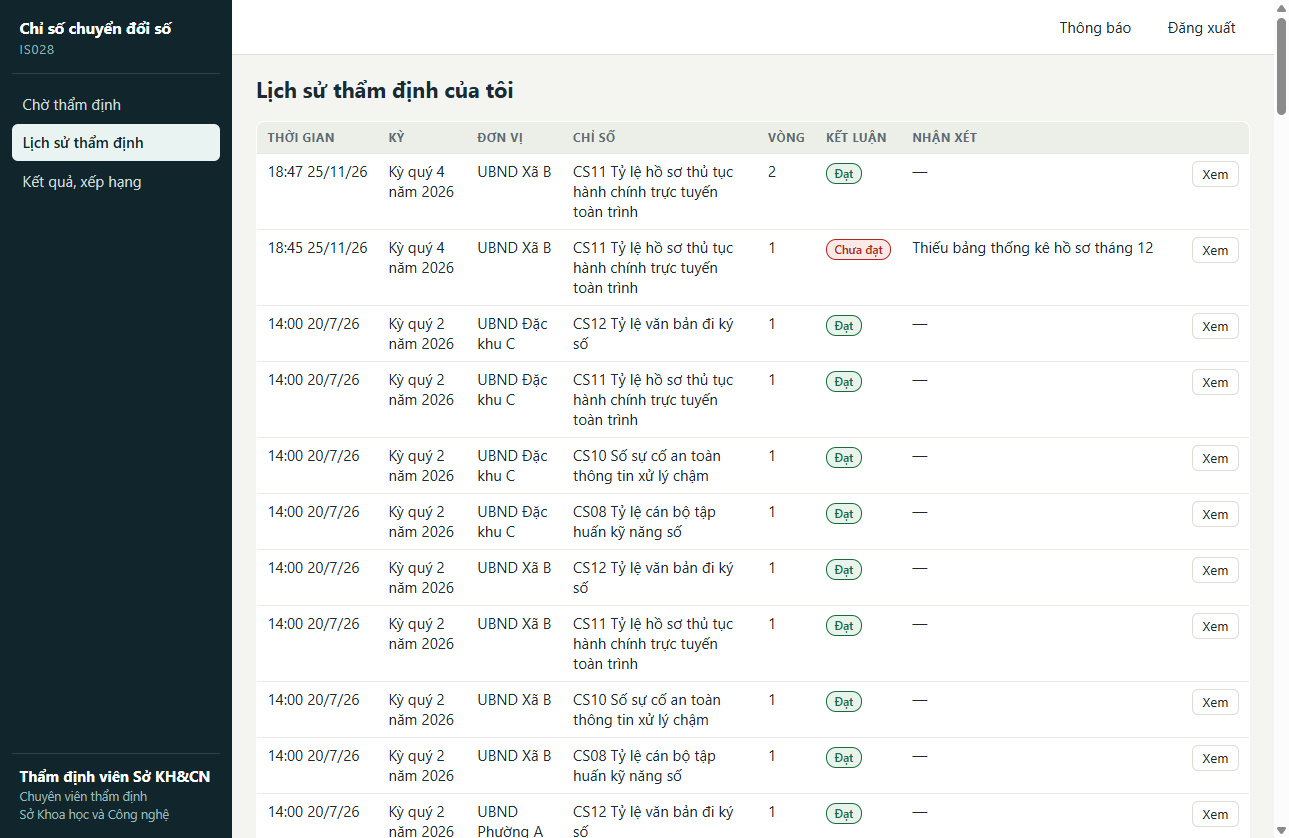 Chỉ số chuyển đổi số
IS028
Chờ thẩm định
Lịch sử thẩm định
Kết quả, xếp hạng
Thẩm định viên Sở KH&CN
Chuyên viên thẩm định
Sở Khoa học và Công nghệ
Thông báo Đăng xuất
Lịch sử thẩm định của tôi
THỜI GIAN KỲ ĐƠN VỊ CHỈ SỐ VÒNG KẾT LUẬN NHẬN XÉT
18:47 25/11/26 Kỳ quý 4 UBND Xã B CS11 Tỷ lệ hồ sơ thủ tục 2 Đạt — Xem
năm 2026 hành chính trực tuyến
toàn trình
18:45 25/11/26 Kỳ quý 4 UBND Xã B CS11 Tỷ lệ hồ sơ thủ tục 1 Chưa đạt Thiếu bảng thống kê hồ sơ tháng 12 Xem
năm 2026 hành chính trực tuyến
toàn trình
14:00 20/7/26 Kỳ quý 2 UBND Đặc CS12 Tỷ lệ văn bản đi ký 1 Đạt — Xem
năm 2026 khu C số
14:00 20/7/26 Kỳ quý 2 UBND Đặc CS11 Tỷ lệ hồ sơ thủ tục 1 Đạt — Xem
năm 2026 khu C hành chính trực tuyến
toàn trình
14:00 20/7/26 Kỳ quý 2 UBND Đặc CS10 Số sự cố an toàn 1 Đạt — Xem
năm 2026 khu C thông tin xử lý chậm
14:00 20/7/26 Kỳ quý 2 UBND Đặc CS08 Tỷ lệ cán bộ tập 1 Đạt — Xem
năm 2026 khu C huấn kỹ năng số
14:00 20/7/26 Kỳ quý 2 UBND Xã B CS12 Tỷ lệ văn bản đi ký 1 Đạt — Xem
năm 2026 số
14:00 20/7/26 Kỳ quý 2 UBND Xã B CS11 Tỷ lệ hồ sơ thủ tục 1 Đạt — Xem
năm 2026 hành chính trực tuyến
toàn trình
14:00 20/7/26 Kỳ quý 2 UBND Xã B CS10 Số sự cố an toàn 1 Đạt — Xem
năm 2026 thông tin xử lý chậm
14:00 20/7/26 Kỳ quý 2 UBND Xã B CS08 Tỷ lệ cán bộ tập 1 Đạt — Xem
năm 2026 huấn kỹ năng số
14:00 20/7/26 Kỳ quý 2 UBND CS12 Tỷ lệ văn bản đi ký 1 Đạt — Xem
năm 2026 Phường A số